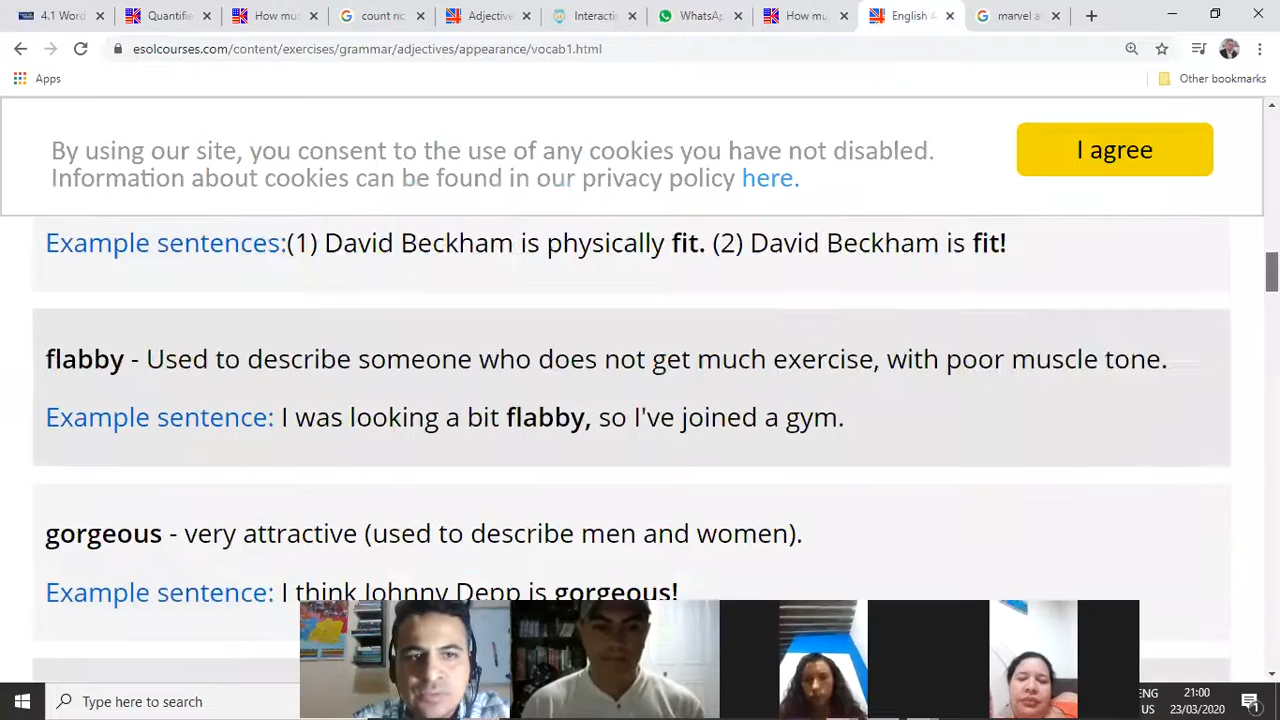 4.1 Word
Quantifie
How muc
count no
Adjective
Interacti
WhatsA
How mu
English A
marvel a
esolcourses.com/content/exercises/grammar/adjectives/appearance/vocab1.html
Apps
Other bookmarks
By using our site, you consent to the use of any cookies you have not disabled.
Information about cookies can be found in our privacy policy here.
I agree
Example sentences:(1) David Beckham is physically fit. (2) David Beckham is fit!
flabby - Used to describe someone who does not get much exercise, with poor muscle tone.
Example sentence: I was looking a bit flabby, so I've joined a gym.
gorgeous - very attractive (used to describe men and women).
Example sentence: I think Johnny Depp is gorgeous!
Type here to search
ENG
US
21:00
23/03/2020
1